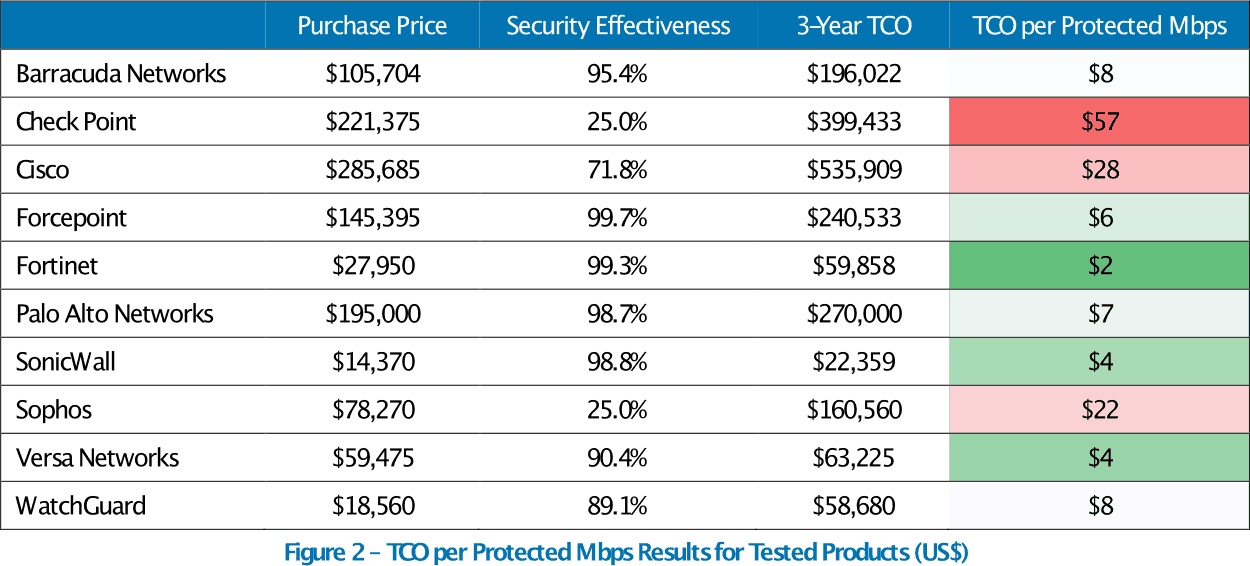 Purchase Price Security Effectiveness 3-Year TCO TCO per Protected Mbps
Barracuda Networks $105,704 95.4% $196,022 $8
Check Point $221,375 25.0% $399,433 $57
Cisco $285,685 71.8% $535,909 $28
Forcepoint $145,395 99.7% $240,533 $6
Fortinet $27,950 99.3% $59,858 $2
Palo Alto Networks $195,000 98.7% $270,000 $7
SonicWall $14,370 98.8% $22,359 $4
Sophos $78,270 25.0% $160,560 $22
Versa Networks $59,475 90.4% $63,225 $4
WatchGuard $18,560 89.1% $58,680 $8
Figure 2 – TCO per Protected Mbps Results for Tested Products (US$)